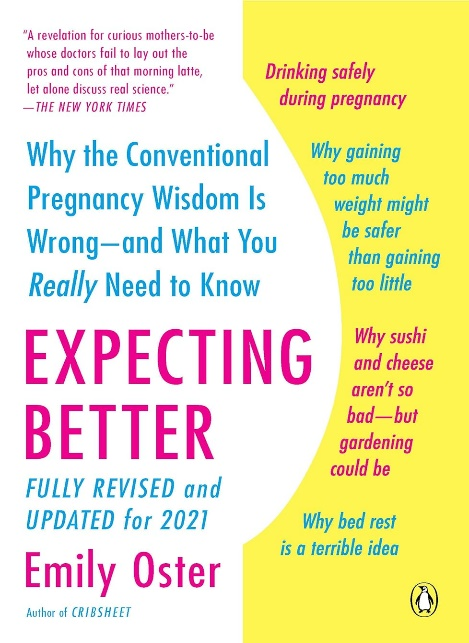 “A revelation for curious mothers-to-be
whose doctors fail to lay out the
pros and cons of that morning latte,
let alone discuss real science.”
—THE NEW YORK TIMES
Why the Conventional
Pregnancy Wisdom Is
Wrong—and What You
Really Need to Know
EXPECTING
BETTER
FULLY REVISED and
UPDATED for 2021
Emily Oster
Author of CRIBSHEET
Drinking safely
during pregnancy
Why gaining
too much
weight might
be safer
than gaining
too little
Why sushi
and cheese
aren’t so
bad—but
gardening
could be
Why bed rest
is a terrible idea